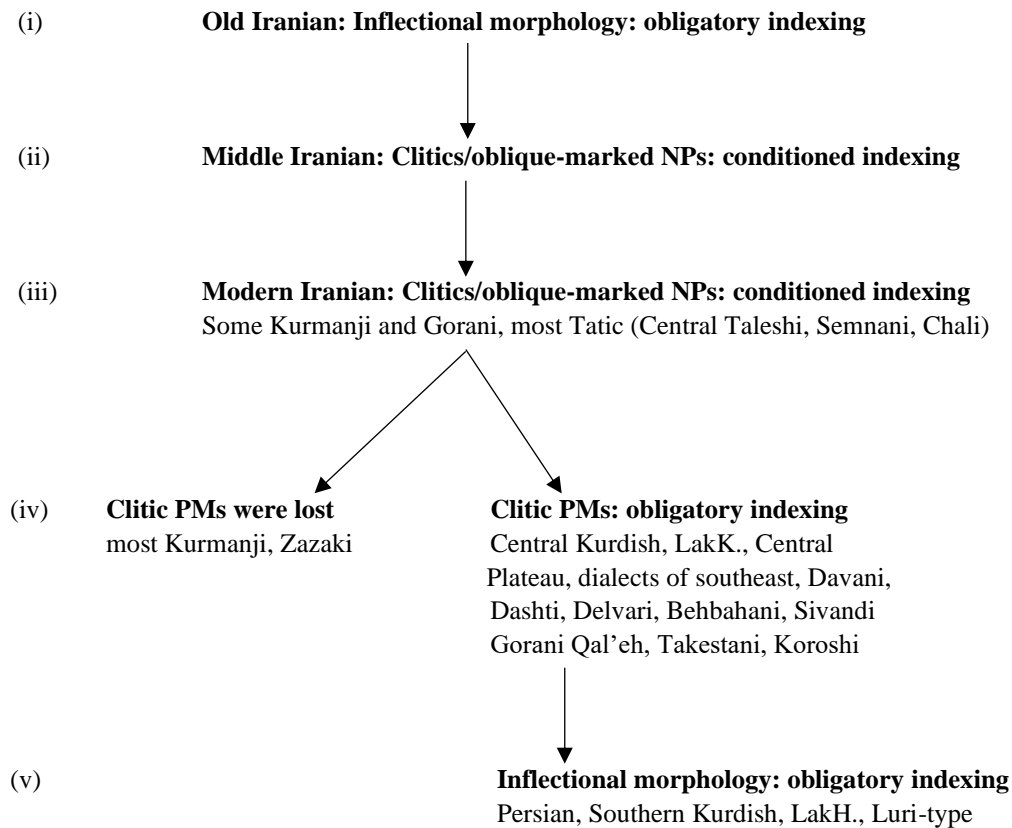 (i) Old Iranian: Inflectional morphology: obligatory indexing
(ii) Middle Iranian: Clitics/oblique-marked NPs: conditioned indexing
(iii) Modern Iranian: Clitics/oblique-marked NPs: conditioned indexing
Some Kurmanji and Gorani, most Tatic (Central Taleshi, Semnani, Chali)
(iv) Clitic PMs were lost
most Kurmanji, Zazaki
Clitic PMs: obligatory indexing
Central Kurdish, LakK., Central
Plateau, dialects of southeast, Davani,
Dashti, Delvari, Behbahani, Sivandi
Gorani Qal’eh, Takestani, Koroshi
(v) Inflectional morphology: obligatory indexing
Persian, Southern Kurdish, LakH., Luri-type